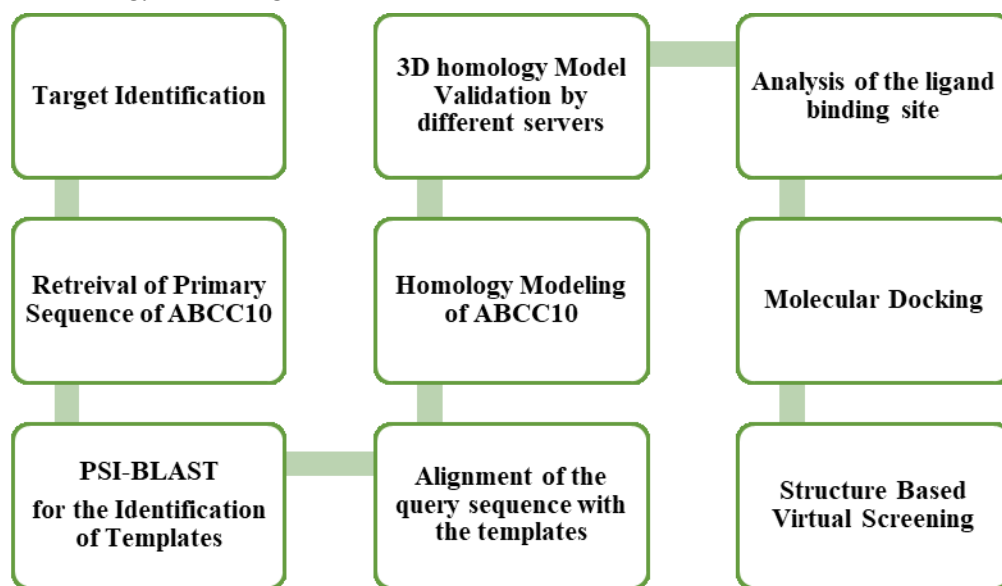 Target Identification
Retreival of Primary
Sequence of ABCC10
PSI-BLAST
for the Identification
of Templates
Alignment of the
query sequence with
the templates
Homology Modeling
of ABCC10
3D homology Model
Validation by
different servers
Analysis of the ligand
binding site
Molecular Docking
Structure Based
Virtual Screening